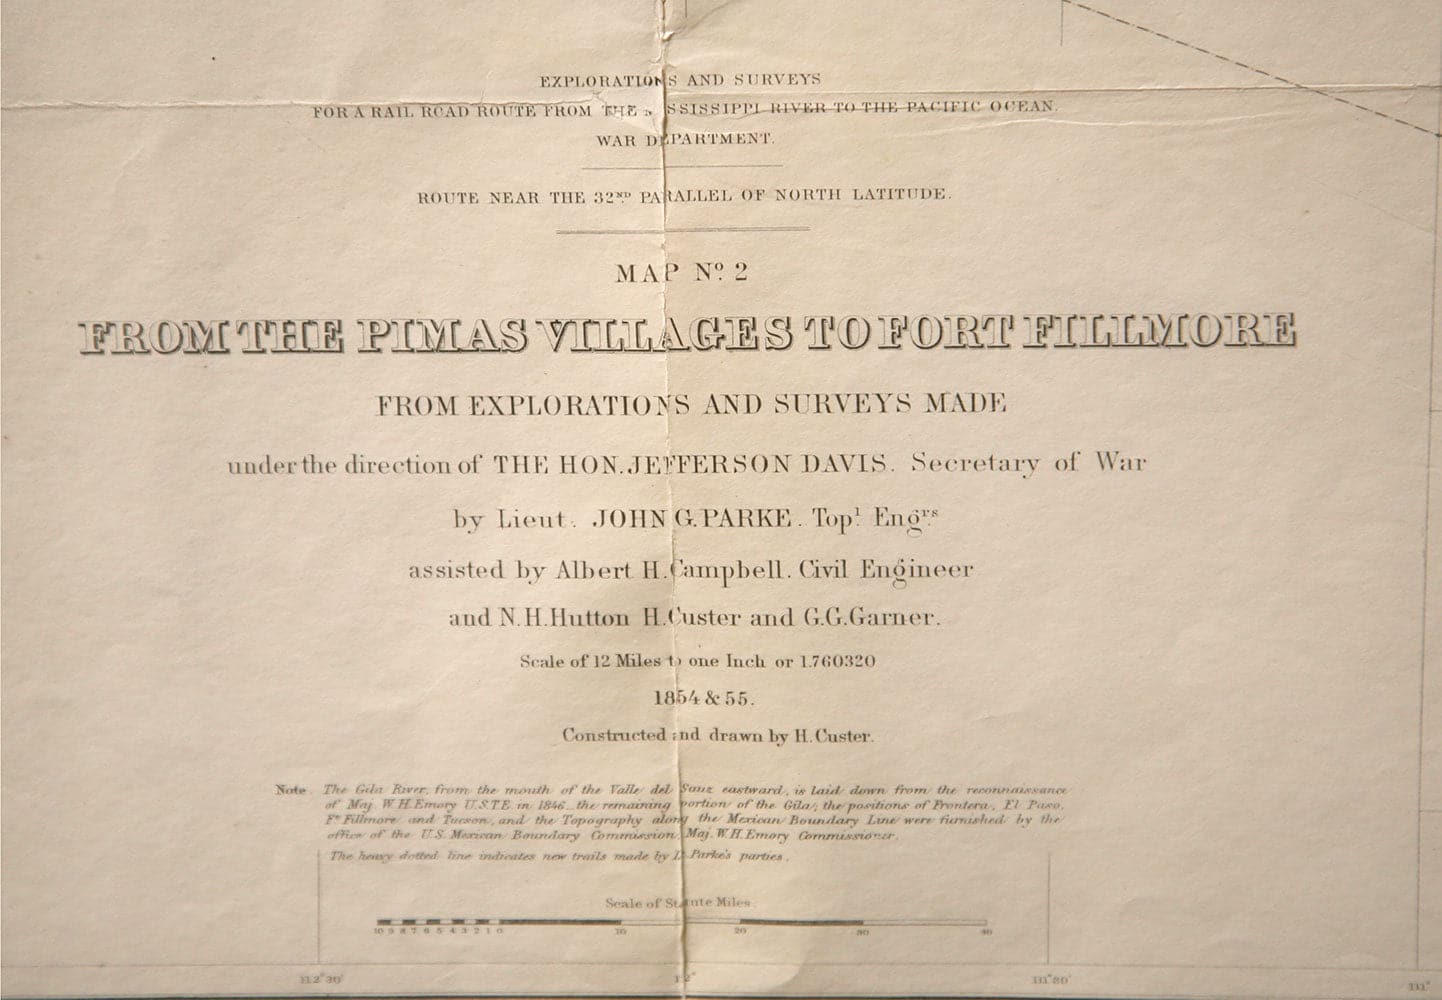 EXPLORATIONS AND SURVEYS
FOR A RAIL ROAD ROUTE FROM THE MISSISSIPPI RIVER TO THE PACIFIC OCEAN.
WAR DEPARTMENT.
ROUTE NEAR THE 32ND PARALLEL OF NORTH LATITUDE.
MAP No. 2
FROM THE PIMAS VILLAGES TO FORT FILLMORE
FROM EXPLORATIONS AND SURVEYS MADE
under the direction of THE HON. JEFFERSON DAVIS. Secretary of War
by Lieut. JOHN G. PARKE. Topl. Engrs.
assisted by Albert H. Campbell. Civil Engineer
and N. H. Hutton H. Custer and G. G. Garner.
Scale of 12 Miles to one Inch or 1.760320
1854 & 55.
Constructed and drawn by H. Custer.
Note The Gila River, from the mouth of the Valle del Sauz eastward, is laid down from the reconnaissance
of Maj. W. H. Emory U.S.T.E. in 1846_the remaining portion of the Gila, the positions of Frontera, El Paso,
Ft Fillmore and Tucson, and the Topography along the Mexican Boundary Line were furnished by the
office of the U.S. Mexican Boundary Commission, Maj. W. H. Emory Commissioner.
The heavy dotted line indicates new trails made by Lt Parke's parties.
Scale of Statute Miles.
10 9 8 7 6 5 4 3 2 1 0 10 20 30 40
112° 30' 112° 111° 30' 111°